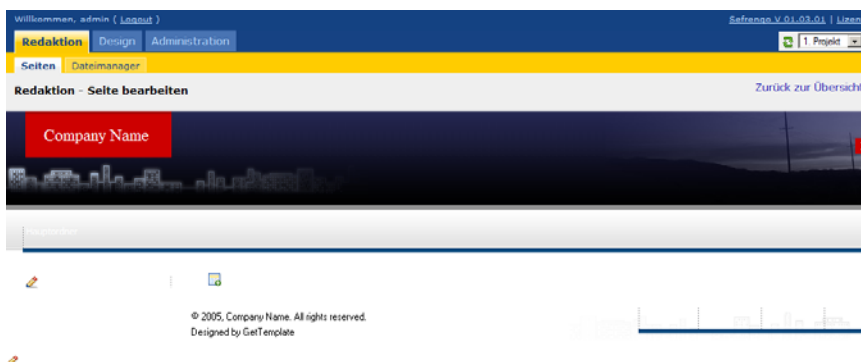 Willkommen, admin ( Logout )
Sefrengo V 01.03.01 | Lizen
Redaktion Design Administration
1. Projekt
Seiten Dateimanager
Redaktion - Seite bearbeiten
Zurück zur Übersicht
Company Name
© 2005, Company Name. All rights reserved.
Designed by GetTemplate